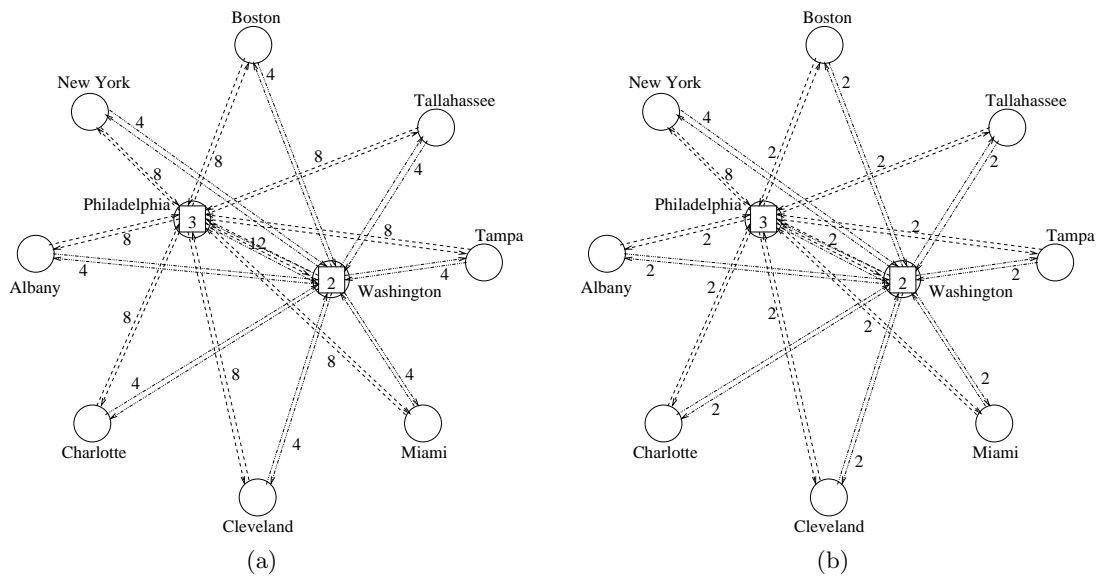 Boston
New York
4
4
Tallahassee
8
8
8
4
Philadelphia
3
8
12
8
Tampa
4
4
2
Albany
Washington
8
8
8
4
4
4
Charlotte
Miami
Cleveland
(a)
Boston
New York
2
4
Tallahassee
2
2
8
2
Philadelphia
3
2
2
2
Tampa
2
2
2
Albany
Washington
2
2
2
2
2
2
Charlotte
Miami
Cleveland
(b)